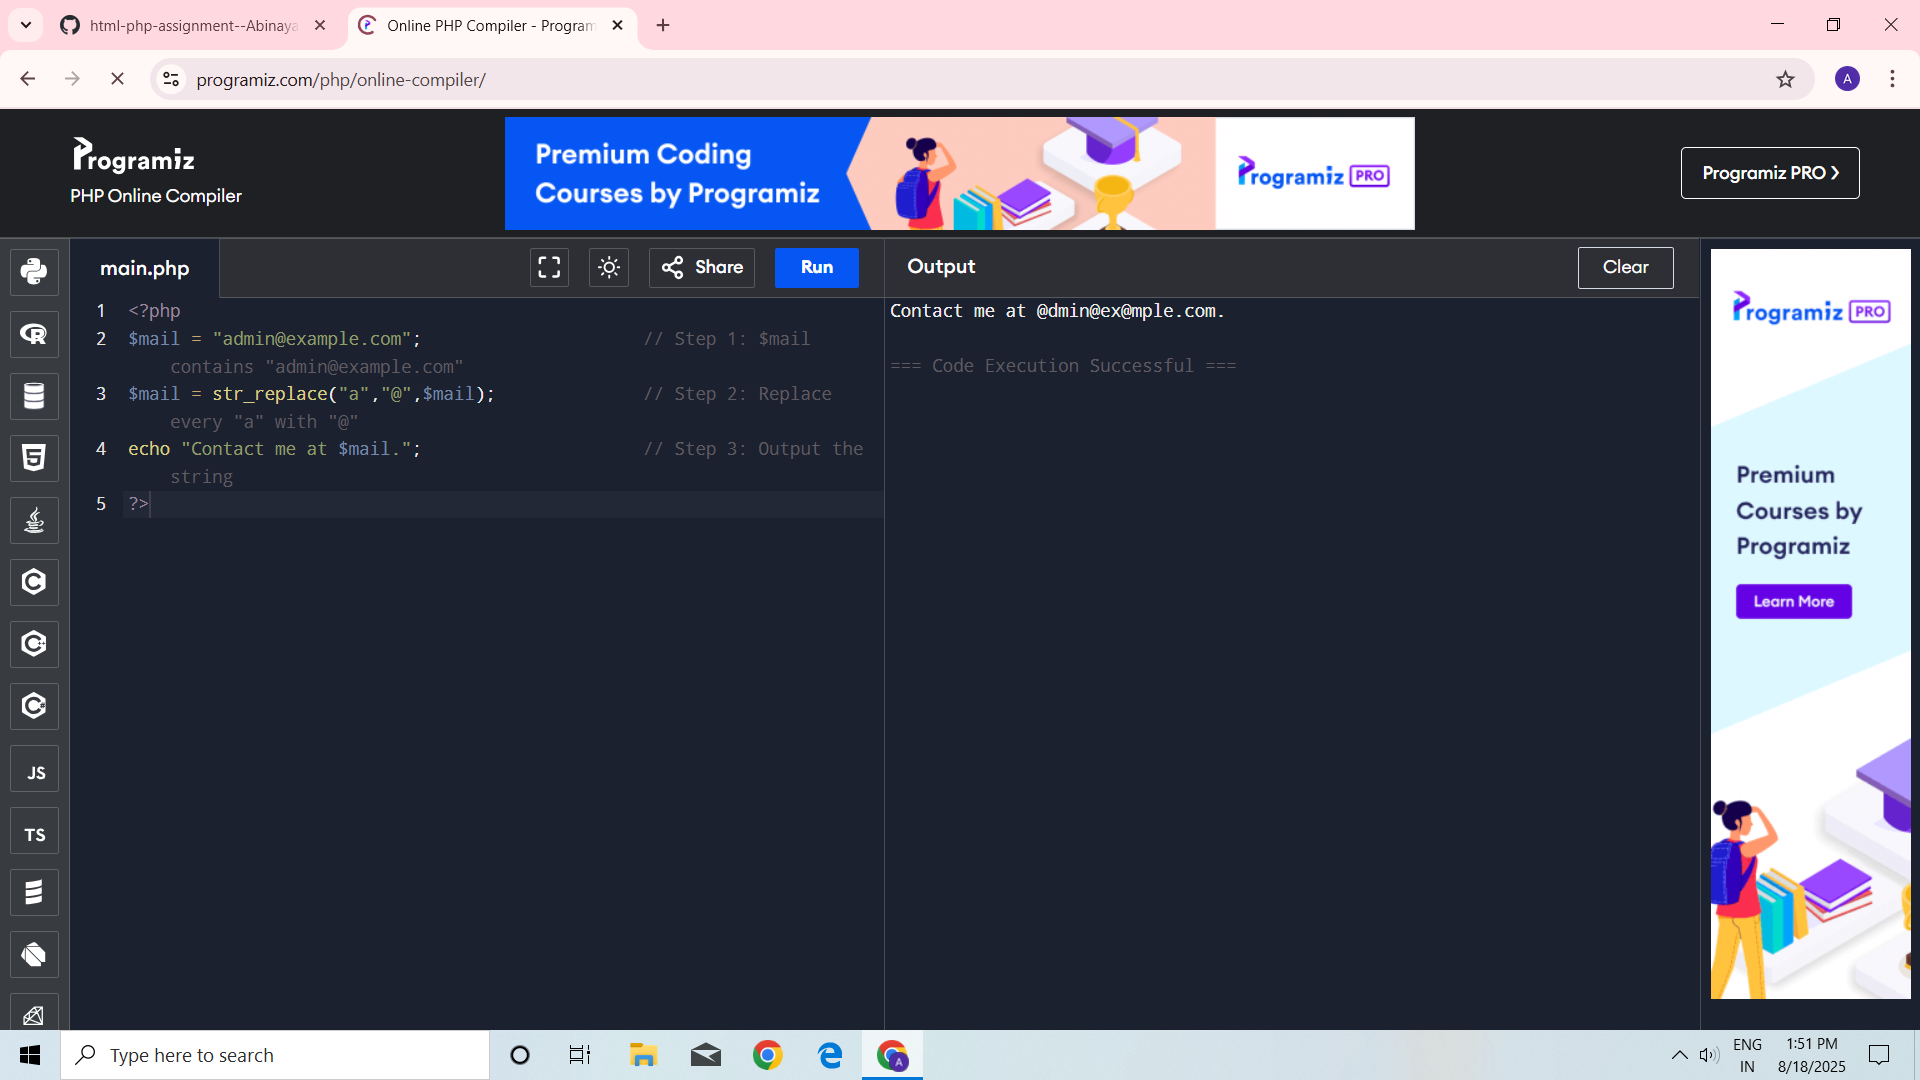 html-php-assignment--Abinaya
Online PHP Compiler - Program
programiz.com/php/online-compiler/
A
Programiz
PHP Online Compiler
Premium Coding
Courses by Programiz
Programiz PRO
Programiz PRO ❯
main.php
Share
Run
Output
Clear
1 <?php
2 $mail = "admin@example.com"; // Step 1: $mail
contains "admin@example.com"
3 $mail = str_replace("a","@",$mail); // Step 2: Replace
every "a" with "@"
4 echo "Contact me at $mail."; // Step 3: Output the
string
5 ?>
Contact me at @dmin@ex@mple.com.
=== Code Execution Successful ===
R
5
C
C
C
JS
TS
Programiz PRO
Premium
Courses by
Programiz
Learn More
Type here to search
A
ENG
IN
1:51 PM
8/18/2025